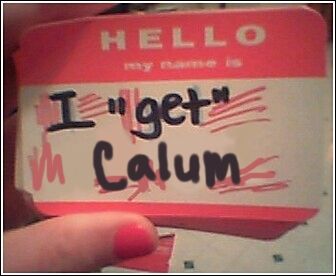 HELLO
my name is
I "get"
Calum